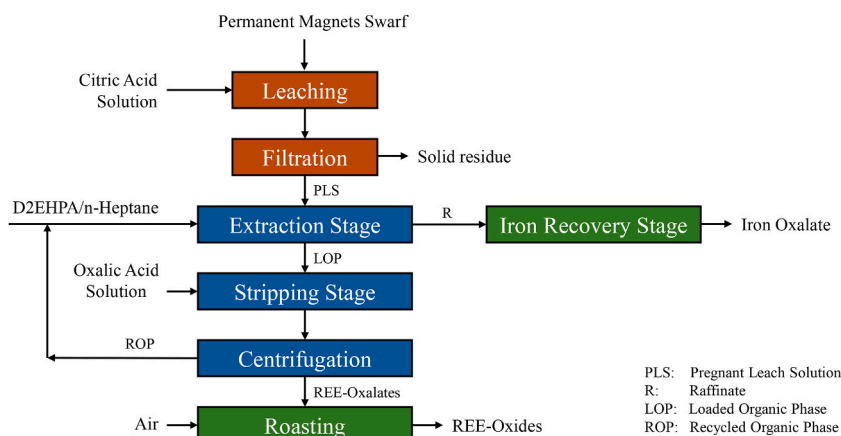 Permanent Magnets Swarf
Citric Acid
Solution
Leaching
Filtration
Solid residue
PLS
D2EHPA/n-Heptane
Extraction Stage
R
Iron Recovery Stage
Iron Oxalate
LOP
Oxalic Acid
Solution
Stripping Stage
ROP
Centrifugation
REE-Oxalates
Air
Roasting
REE-Oxides
PLS: Pregnant Leach Solution
R: Raffinate
LOP: Loaded Organic Phase
ROP: Recycled Organic Phase